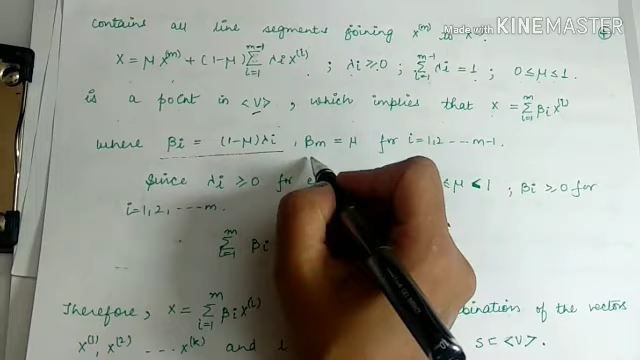 Made with KINEMASTER
contains all line segments joining x^(m) to x.
X = μ x^(m) + (1-μ) Σ_{i=1}^{m-1} λi x^(i) ; λi ≥ 0 ; Σ_{i=1}^{m-1} λi = 1 ; 0 ≤ μ ≤ 1.
is a point in <V>, which implies that x = Σ_{i=1}^{m} βi x^(i)
where βi = (1-μ)λi , βm = μ for i=1,2 ---- m-1.
Since λi ≥ 0 for ≤ μ < 1 ; βi ≥ 0 for
i=1,2, ---- m.
Σ_{i=1}^{m} βi
Therefore, x = Σ_{i=1}^{m} βi x^(i) of the vectors
x^(1), x^(2) ---- x^(k) and S ⊂ <V>.